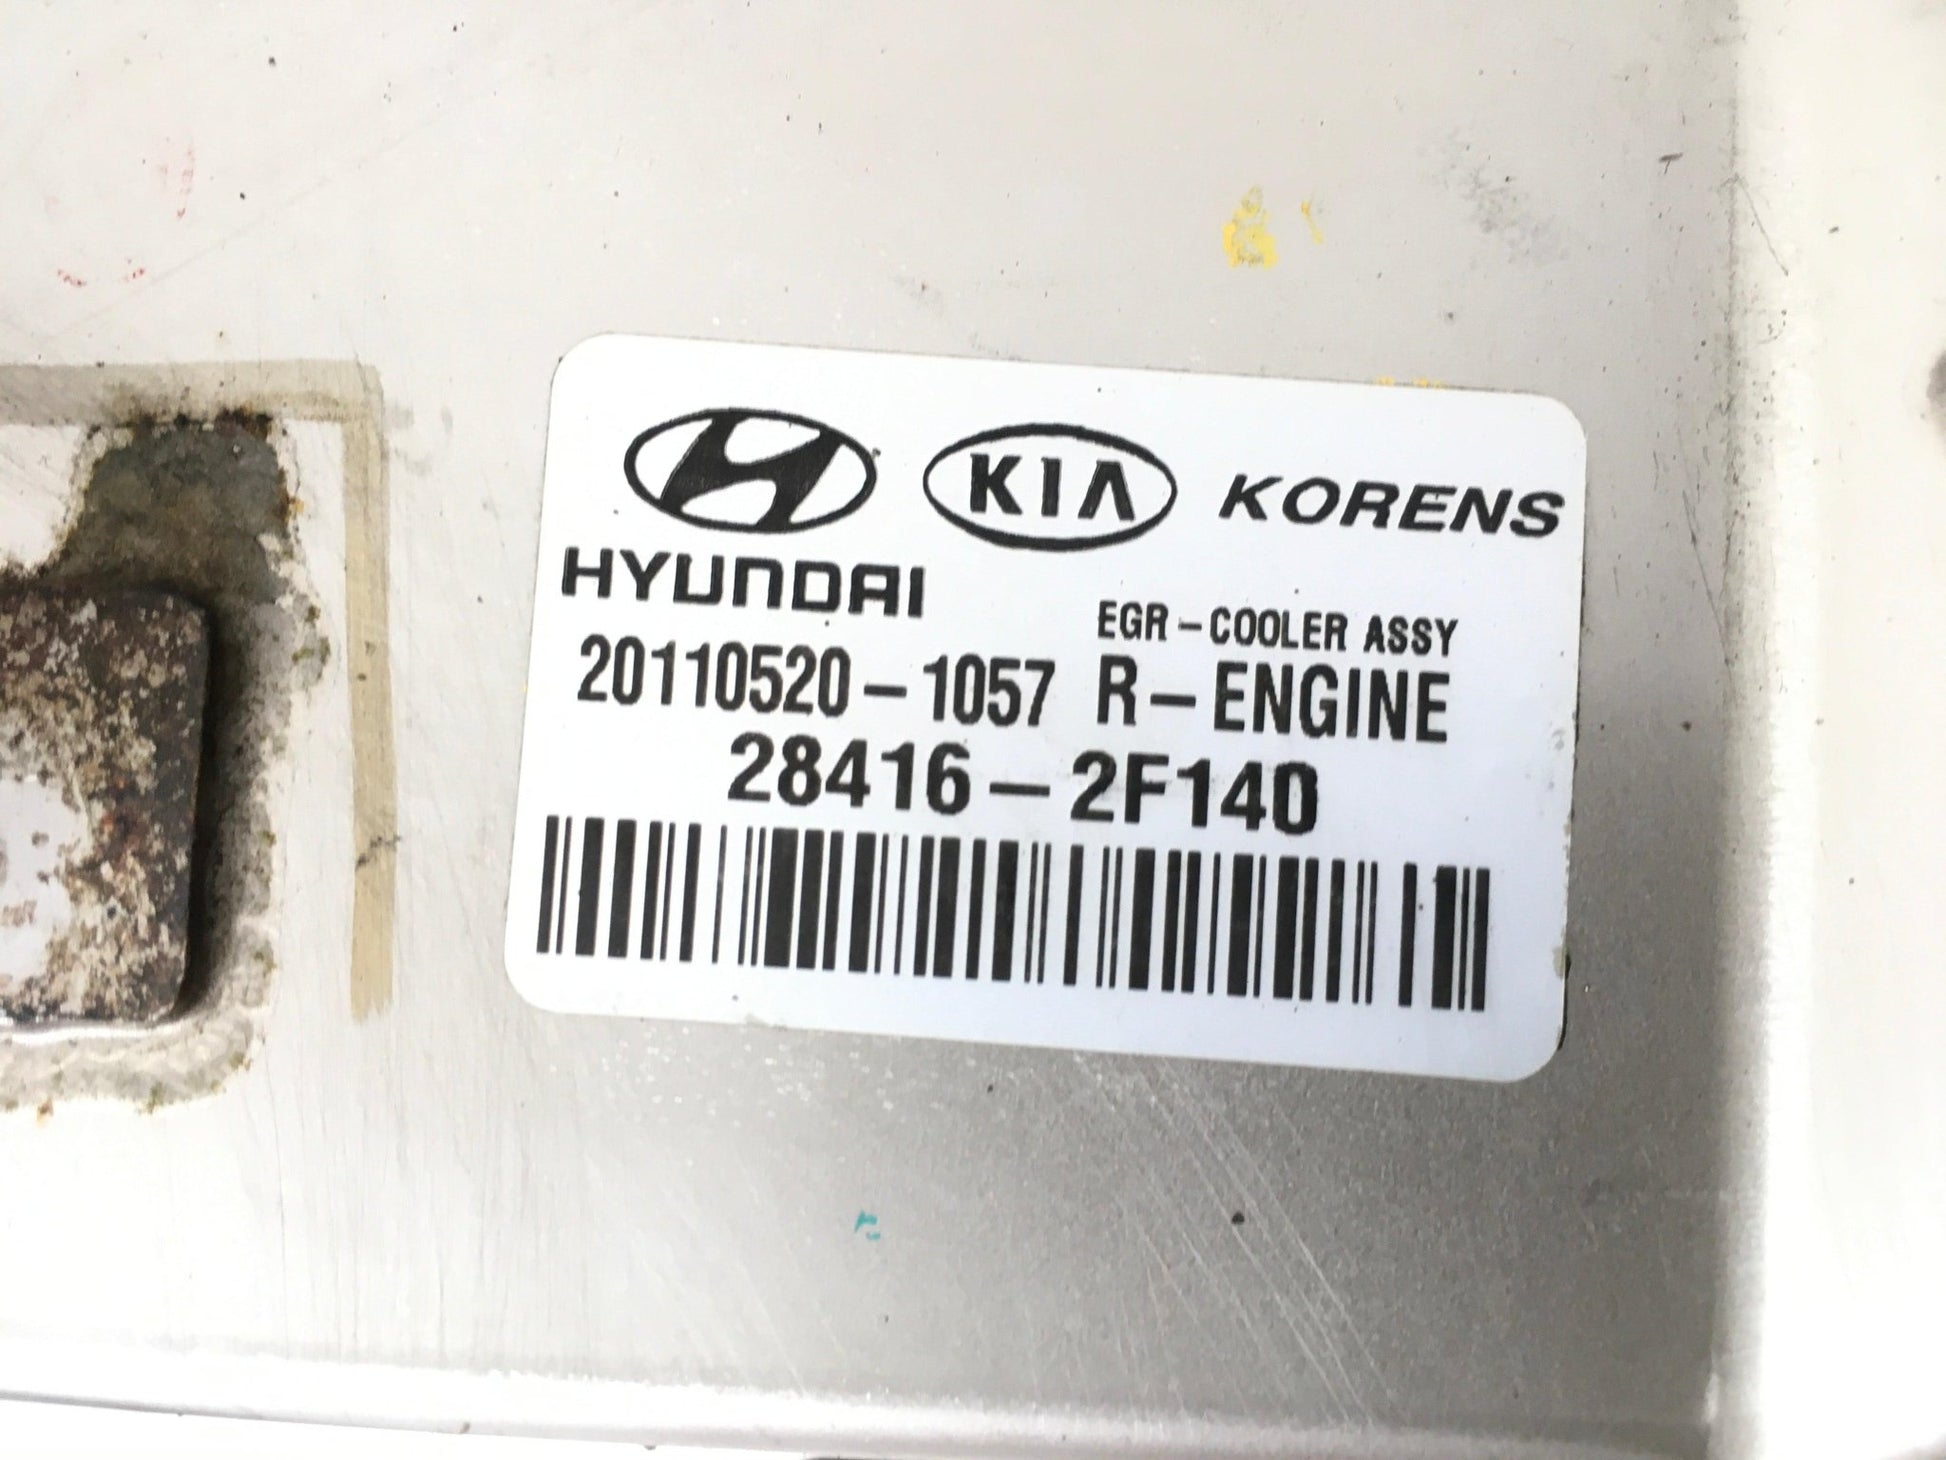 KIA KORENS
HYUNDAI
EGR-COOLER ASSY
20110520-1057 R-ENGINE
28416-2F140